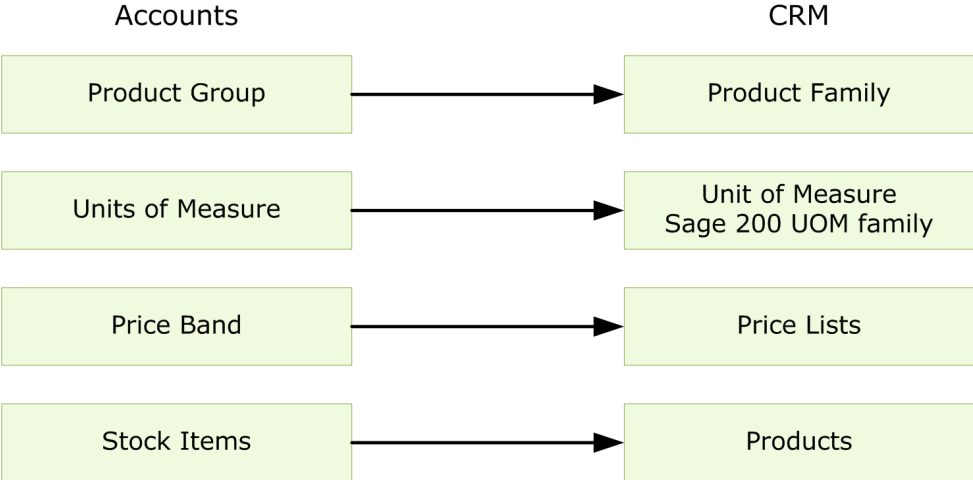 Accounts
CRM
Product Group
Product Family
Units of Measure
Unit of Measure
Sage 200 UOM family
Price Band
Price Lists
Stock Items
Products